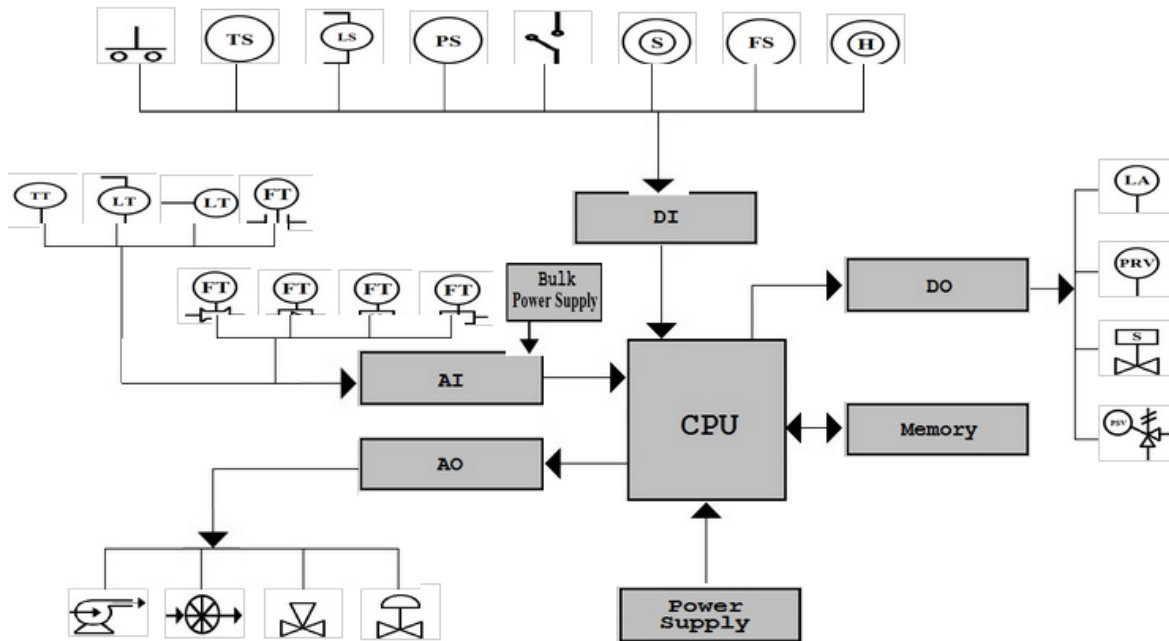 TS
LS
PS
S
FS
H
TT
LT
LT
FT
DI
LA
FT
FT
FT
FT
Bulk
Power Supply
DO
PRV
AI
CPU
S
AO
Memory
PSV
Power
Supply